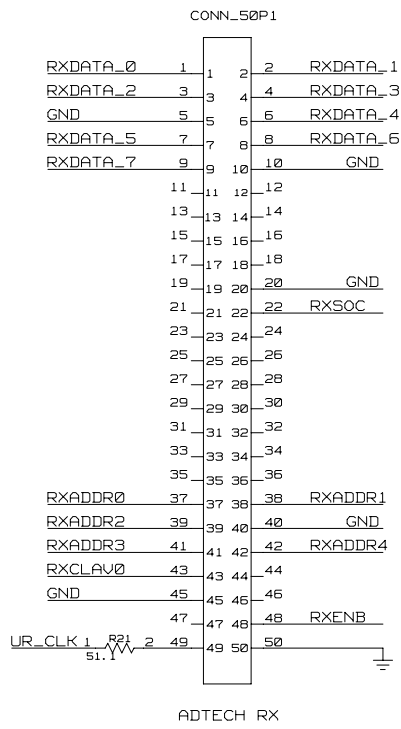 CONN_50P1
RXDATA_0 1 1 2 2 RXDATA_1
RXDATA_2 3 3 4 4 RXDATA_3
GND 5 5 6 6 RXDATA_4
RXDATA_5 7 7 8 8 RXDATA_6
RXDATA_7 9 9 10 10 GND
11 11 12 12
13 13 14 14
15 15 16 16
17 17 18 18
19 19 20 20 GND
21 21 22 22 RXSOC
23 23 24 24
25 25 26 26
27 27 28 28
29 29 30 30
31 31 32 32
33 33 34 34
35 35 36 36
RXADDR0 37 37 38 38 RXADDR1
RXADDR2 39 39 40 40 GND
RXADDR3 41 41 42 42 RXADDR4
RXCLAV0 43 43 44 44
GND 45 45 46 46
47 47 48 48 RXENB
UR_CLK 1 R21 2 49 49 50 50
51.1
ADTECH RX